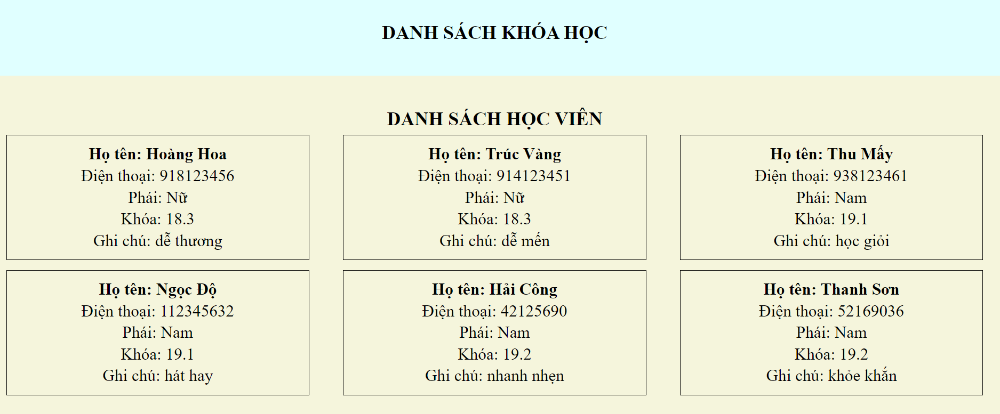 DANH SÁCH KHÓA HỌC
DANH SÁCH HỌC VIÊN
Họ tên: Hoàng Hoa
Điện thoại: 918123456
Phái: Nữ
Khóa: 18.3
Ghi chú: dễ thương
Họ tên: Trúc Vàng
Điện thoại: 914123451
Phái: Nữ
Khóa: 18.3
Ghi chú: dễ mến
Họ tên: Thu Mấy
Điện thoại: 938123461
Phái: Nam
Khóa: 19.1
Ghi chú: học giỏi
Họ tên: Ngọc Độ
Điện thoại: 112345632
Phái: Nam
Khóa: 19.1
Ghi chú: hát hay
Họ tên: Hải Công
Điện thoại: 42125690
Phái: Nam
Khóa: 19.2
Ghi chú: nhanh nhẹn
Họ tên: Thanh Sơn
Điện thoại: 52169036
Phái: Nam
Khóa: 19.2
Ghi chú: khỏe khắn